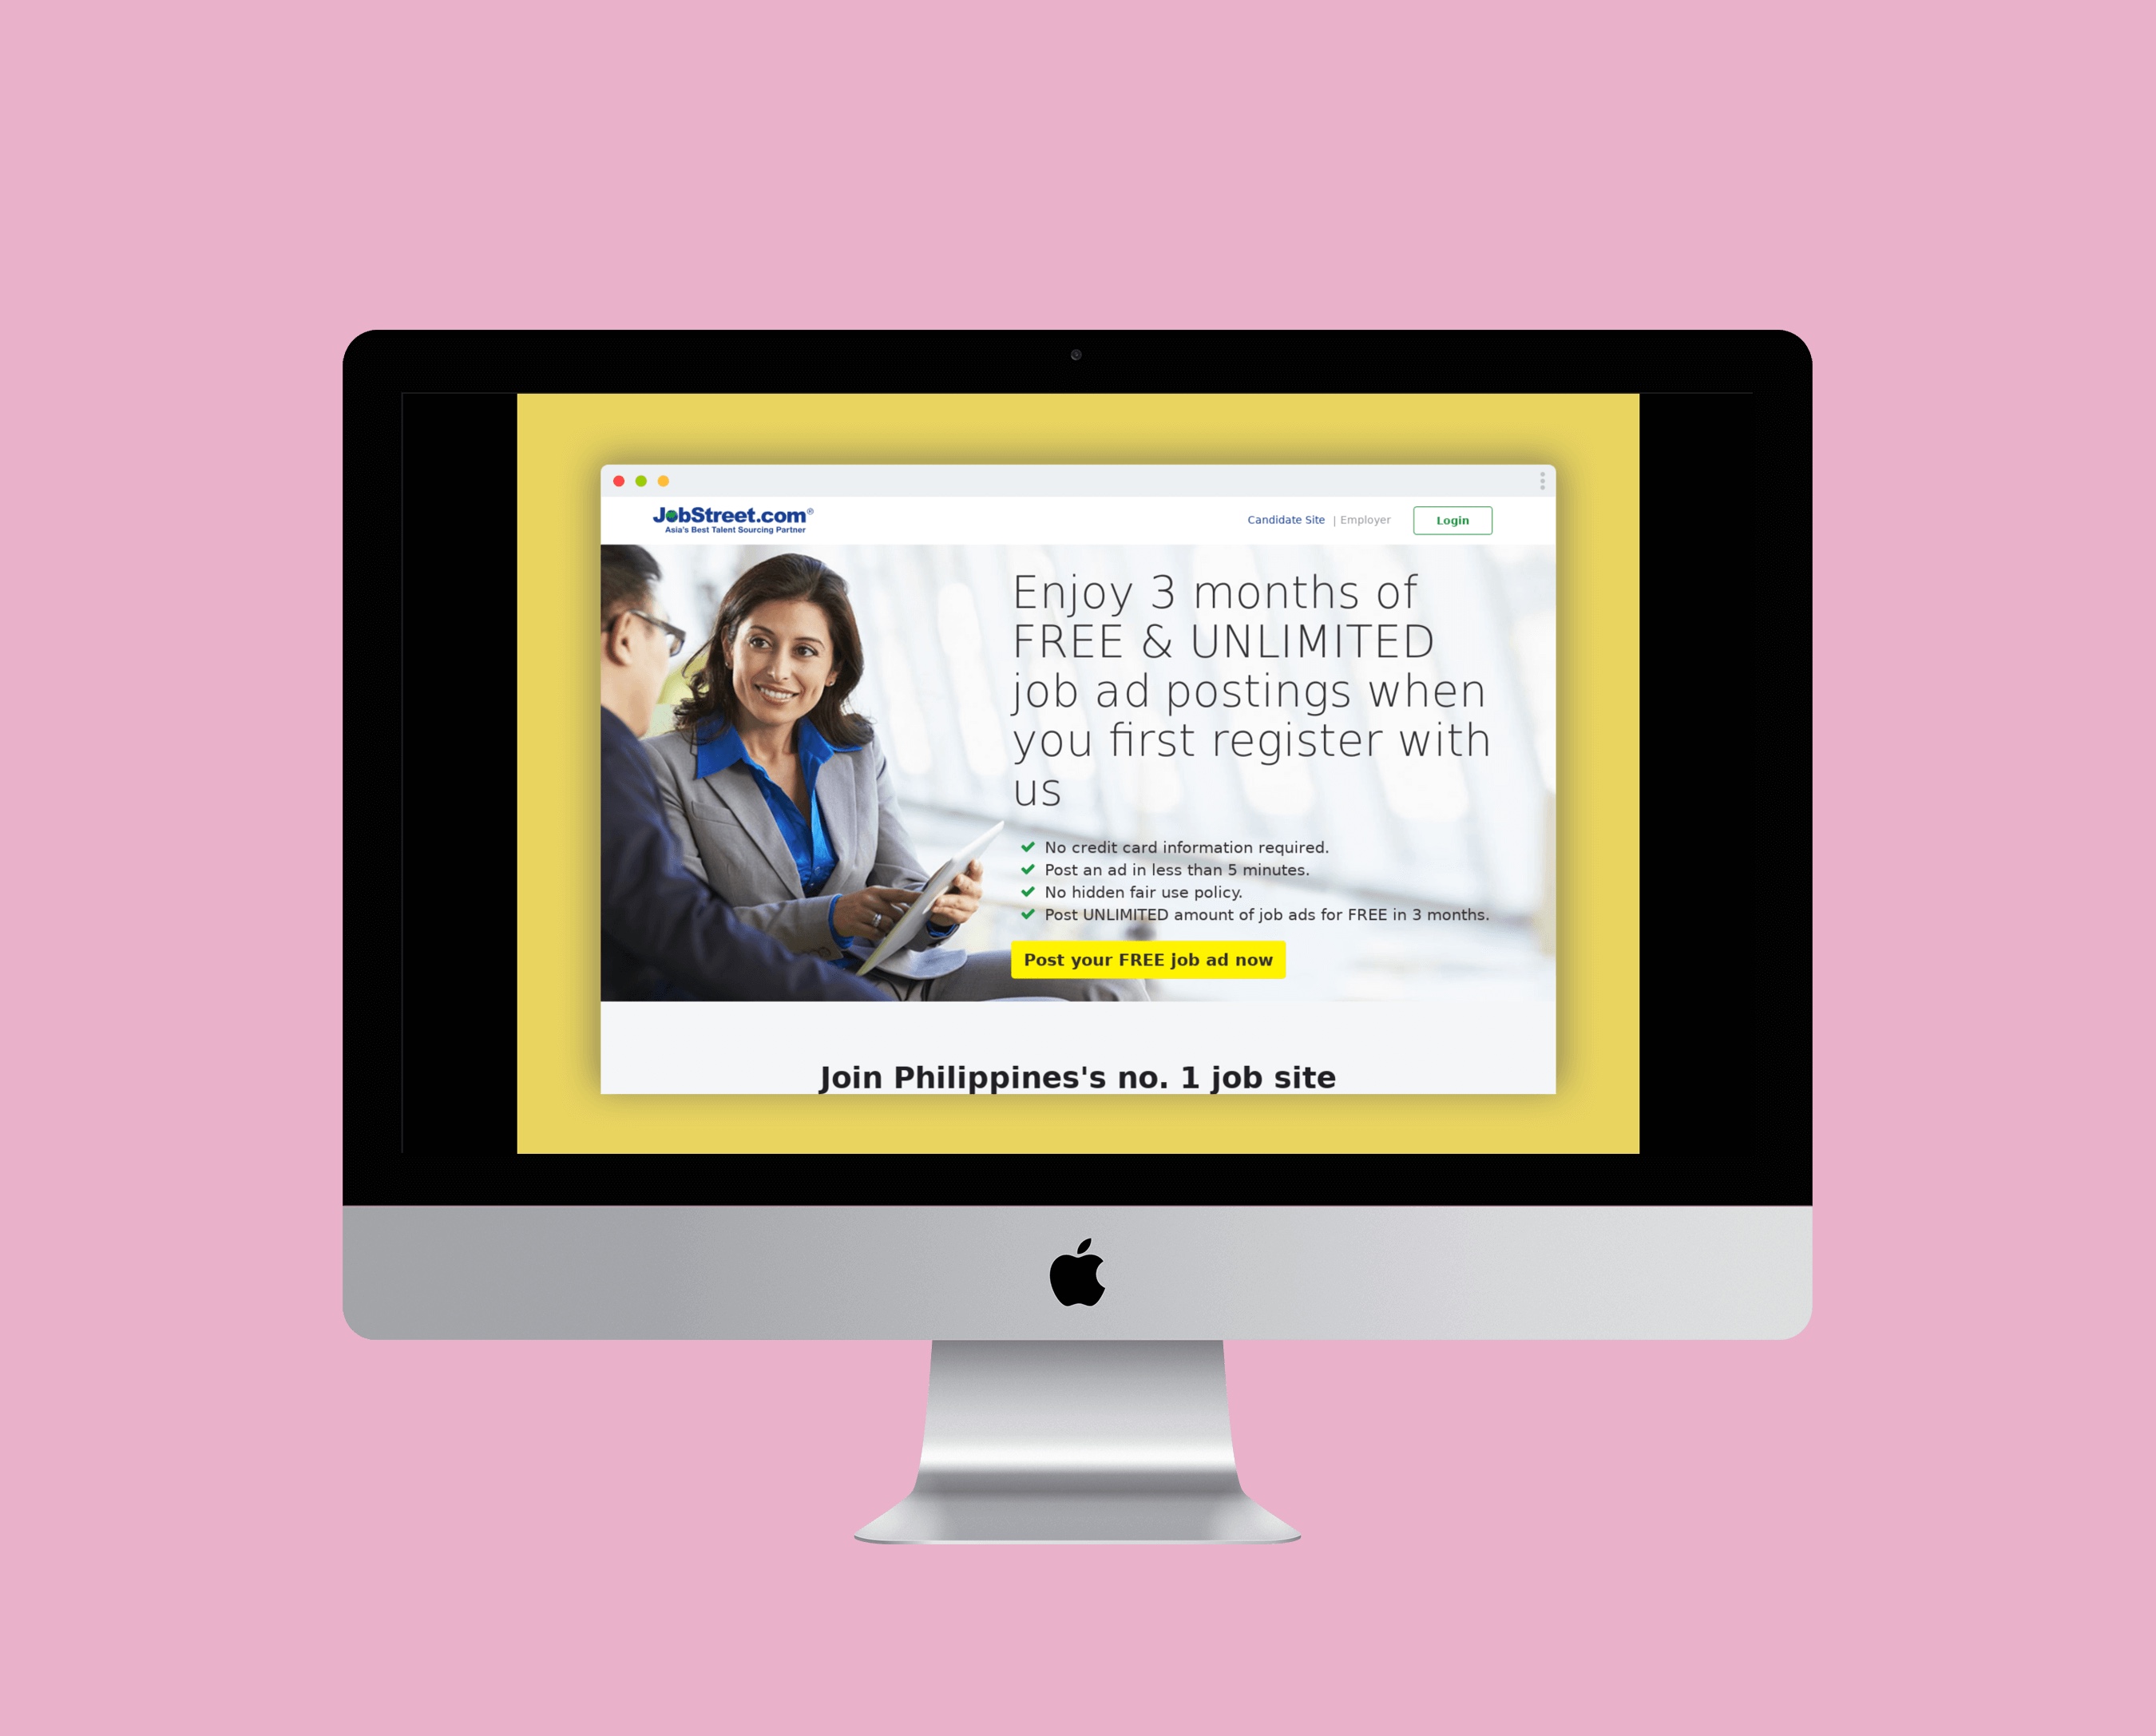 JobStreet.com®
Asia's Best Talent Sourcing Partner
Candidate Site | Employer
Login
Enjoy 3 months of
FREE & UNLIMITED
job ad postings when
you first register with
us
No credit card information required.
Post an ad in less than 5 minutes.
No hidden fair use policy.
Post UNLIMITED amount of job ads for FREE in 3 months.
Post your FREE job ad now
Join Philippines's no. 1 job site